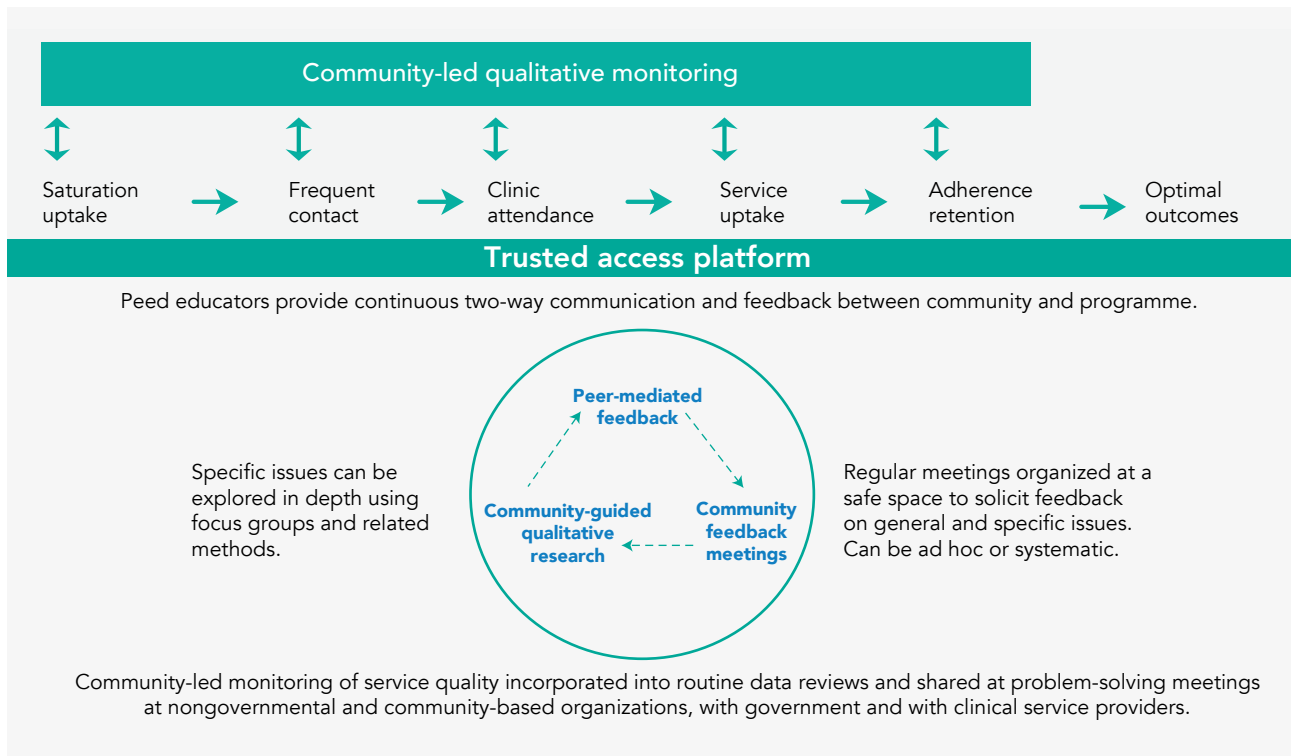 Community-led qualitative monitoring
Saturation
uptake
Frequent
contact
Clinic
attendance
Service
uptake
Adherence
retention
Optimal
outcomes
Trusted access platform
Peed educators provide continuous two-way communication and feedback between community and programme.
Peer-mediated
feedback
Specific issues can be
explored in depth using
focus groups and related
methods.
Community-guided
qualitative
research
Community
feedback
meetings
Regular meetings organized at a
safe space to solicit feedback
on general and specific issues.
Can be ad hoc or systematic.
Community-led monitoring of service quality incorporated into routine data reviews and shared at problem-solving meetings
at nongovernmental and community-based organizations, with government and with clinical service providers.